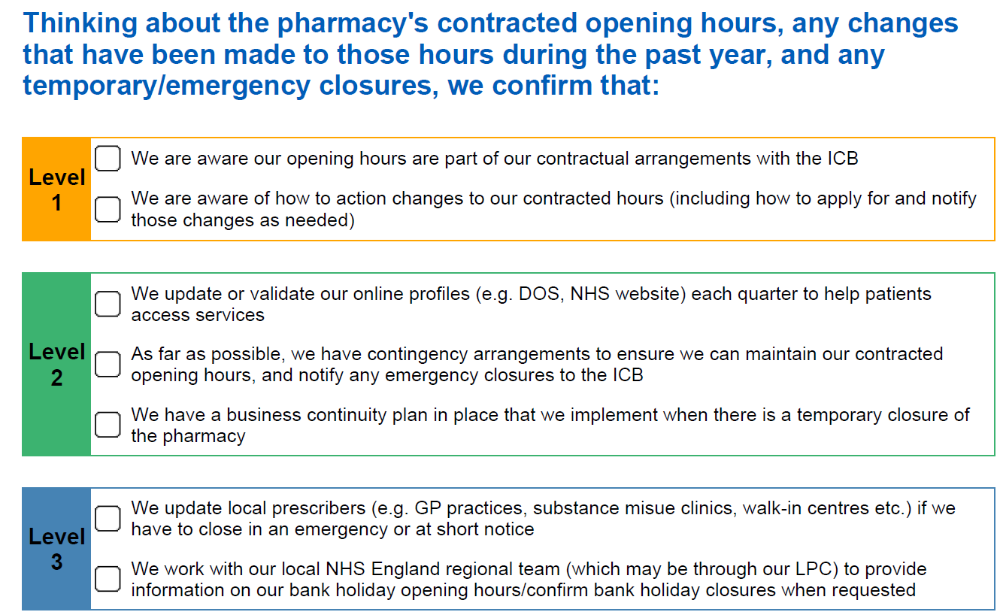 Thinking about the pharmacy's contracted opening hours, any changes
that have been made to those hours during the past year, and any
temporary/emergency closures, we confirm that:
Level
1
We are aware our opening hours are part of our contractual arrangements with the ICB
We are aware of how to action changes to our contracted hours (including how to apply for and notify
those changes as needed)
Level
2
We update or validate our online profiles (e.g. DOS, NHS website) each quarter to help patients
access services
As far as possible, we have contingency arrangements to ensure we can maintain our contracted
opening hours, and notify any emergency closures to the ICB
We have a business continuity plan in place that we implement when there is a temporary closure of
the pharmacy
Level
3
We update local prescribers (e.g. GP practices, substance misue clinics, walk-in centres etc.) if we
have to close in an emergency or at short notice
We work with our local NHS England regional team (which may be through our LPC) to provide
information on our bank holiday opening hours/confirm bank holiday closures when requested